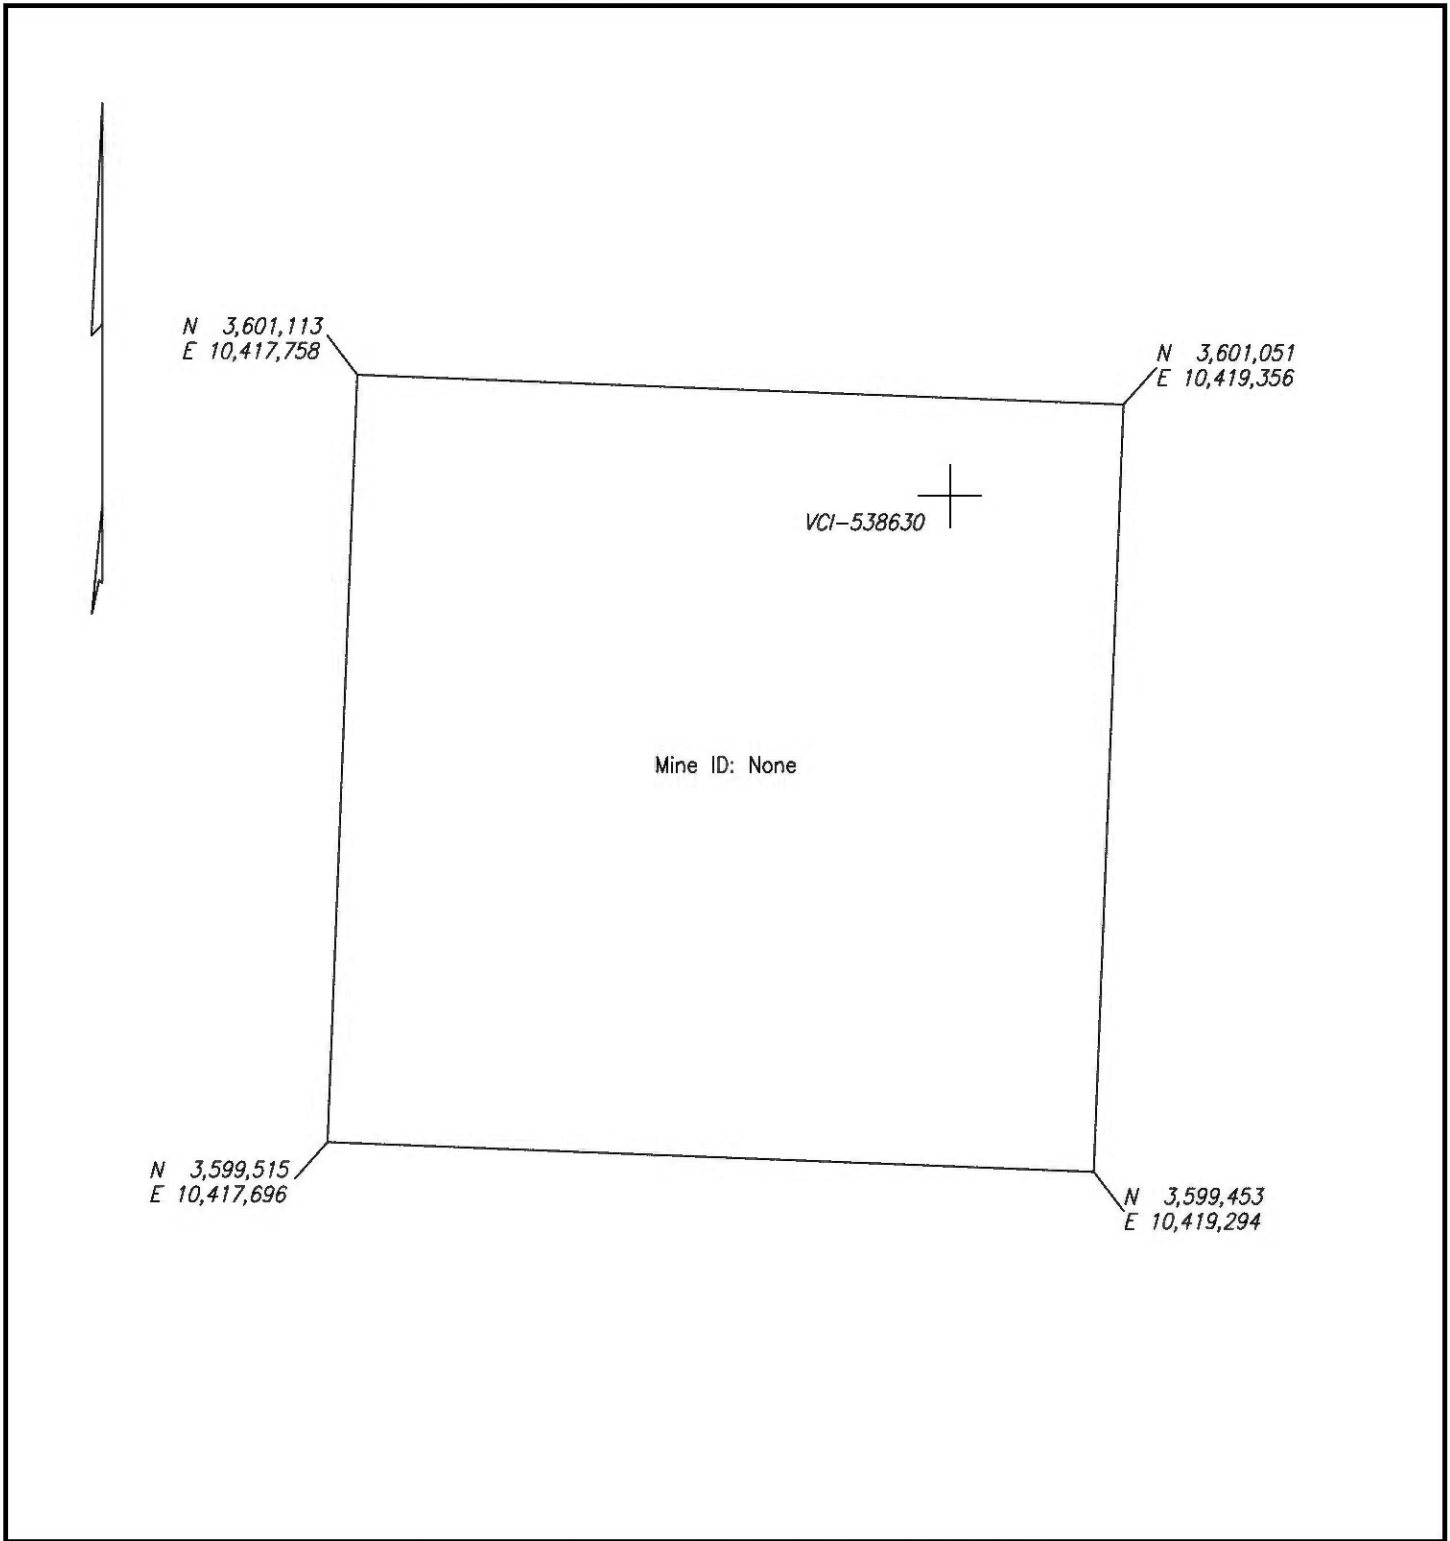 N 3,601,113
E 10,417,758
N 3,601,051
E 10,419,356
VCI-538630
Mine ID: None
N 3,599,515
E 10,417,696
N 3,599,453
E 10,419,294